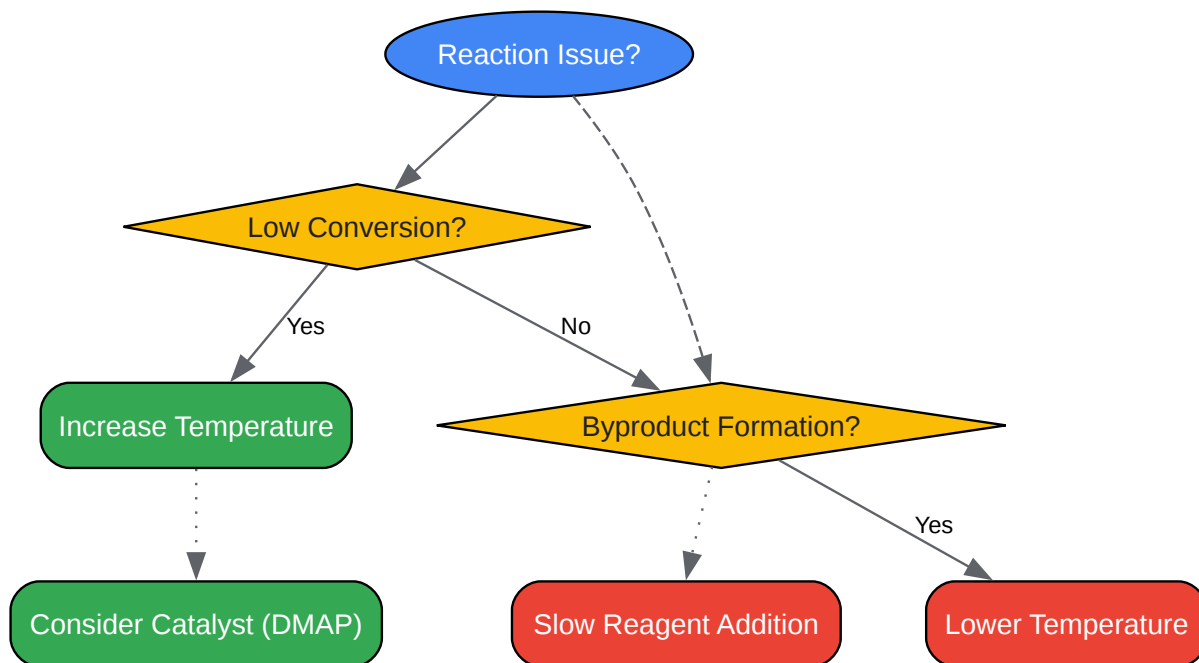 Reaction Issue?
Low Conversion?
Yes
No
Increase Temperature
Byproduct Formation?
Yes
Consider Catalyst (DMAP)
Slow Reagent Addition
Lower Temperature